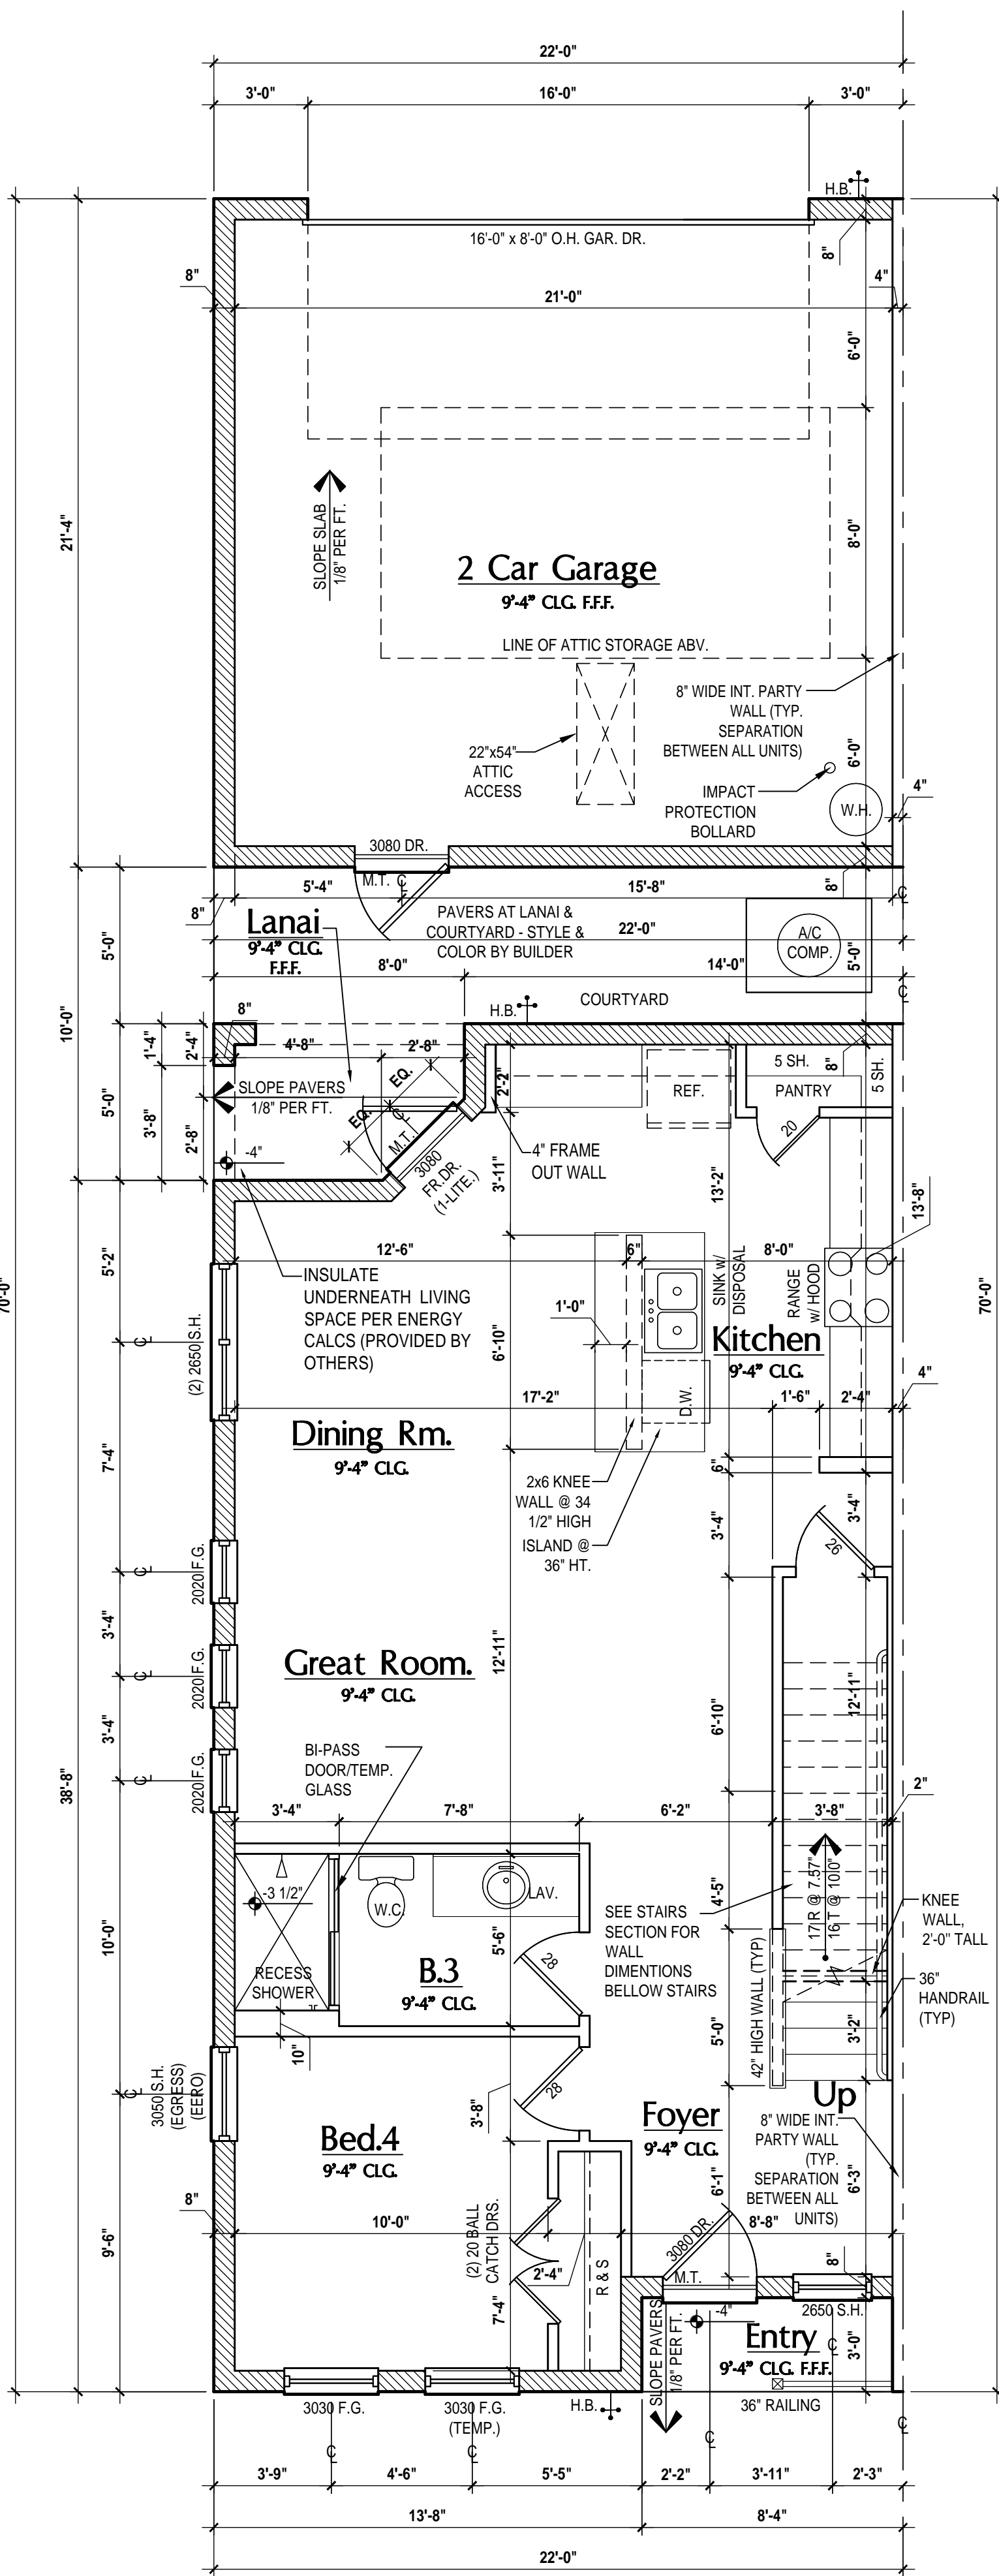 22'-0"
3'-0"
16'-0"
3'-0"
H.B.
16'-0" x 8'-0" O.H. GAR. DR.
8"
8"
4"
21'-0"
6'-0"
21'-4"
SLOPE SLAB
1/8" PER FT.
8'-0"
2 Car Garage
9'-4" CLG. F.F.F.
LINE OF ATTIC STORAGE ABV.
8" WIDE INT. PARTY
WALL (TYP.
SEPARATION
BETWEEN ALL UNITS)
22"x54"
ATTIC
ACCESS
6'-0"
IMPACT
PROTECTION
BOLLARD
W.H.
4"
3080 DR.
M.T.
5'-4"
15'-8"
8"
8"
Lanai
9'-4" CLG.
F.F.F.
PAVERS AT LANAI &
COURTYARD - STYLE &
COLOR BY BUILDER
22'-0"
A/C
COMP.
5'-0"
5'-0"
8'-0"
14'-0"
10'-0"
H.B.
COURTYARD
8"
1'-4"
2'-4"
4'-8"
2'-8"
EQ.
EQ.
2'-2"
REF.
5 SH.
PANTRY
8"
5 SH.
SLOPE PAVERS
1/8" PER FT.
5'-0"
3'-8"
2'-8"
-4"
M.T.
3080
FR.DR.
(1-LITE.)
4" FRAME
OUT WALL
20
3'-11"
13'-2"
13'-8"
5'-2"
12'-6"
6"
8'-0"
INSULATE
UNDERNEATH LIVING
SPACE PER ENERGY
CALCS (PROVIDED BY
OTHERS)
SINK w/
DISPOSAL
RANGE
w/ HOOD
70'-0"
70'-0"
1'-0"
6'-10"
Kitchen
9'-4" CLG.
(2) 2650 S.H.
D.W.
17'-2"
1'-6"
2'-4"
4"
Dining Rm.
9'-4" CLG.
7'-4"
6"
2x6 KNEE
WALL @ 34
1/2" HIGH
ISLAND @
36" HT.
3'-4"
3'-4"
26
2020 F.G.
3'-4"
Great Room.
9'-4" CLG.
12'-11"
2020 F.G.
6'-10"
12'-11"
3'-4"
BI-PASS
DOOR/TEMP.
GLASS
2020 F.G.
38'-8"
3'-4"
7'-8"
6'-2"
3'-8"
2"
-3 1/2"
W.C
LAV.
4'-5"
17 R @ 7.57"
16 T @ 10.0"
SEE STAIRS
SECTION FOR
WALL
DIMENTIONS
BELLOW STAIRS
KNEE
WALL,
2'-0" TALL
10'-0"
5'-6"
B.3
9'-4" CLG.
RECESS
SHOWER
28
36"
HANDRAIL
(TYP)
10"
42" HIGH WALL (TYP)
5'-0"
3'-2"
3050 S.H.
(EGRESS)
(EERO)
28
3'-8"
Up
Foyer
9'-4" CLG.
Bed.4
9'-4" CLG.
8" WIDE INT.
PARTY WALL
(TYP.
SEPARATION
BETWEEN ALL
UNITS)
6'-1"
6'-3"
8"
10'-0"
8'-8"
9'-6"
(2) 20 BALL
CATCH DRS.
2'-4"
R & S
3080 DR.
M.T.
8"
7'-4"
-4"
2650 S.H.
SLOPE PAVERS
1/8" PER FT.
Entry
9'-4" CLG. F.F.F.
3'-0"
3030 F.G.
3030 F.G.
(TEMP.)
H.B.
36" RAILING
3'-9"
4'-6"
5'-5"
2'-2"
3'-11"
2'-3"
13'-8"
8'-4"
22'-0"